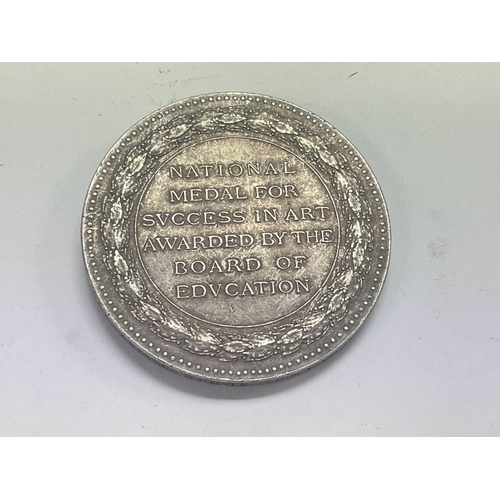 NATIONAL
MEDAL FOR
SVCCESS IN ART
AWARDED BY THE
BOARD OF
EDVCATION